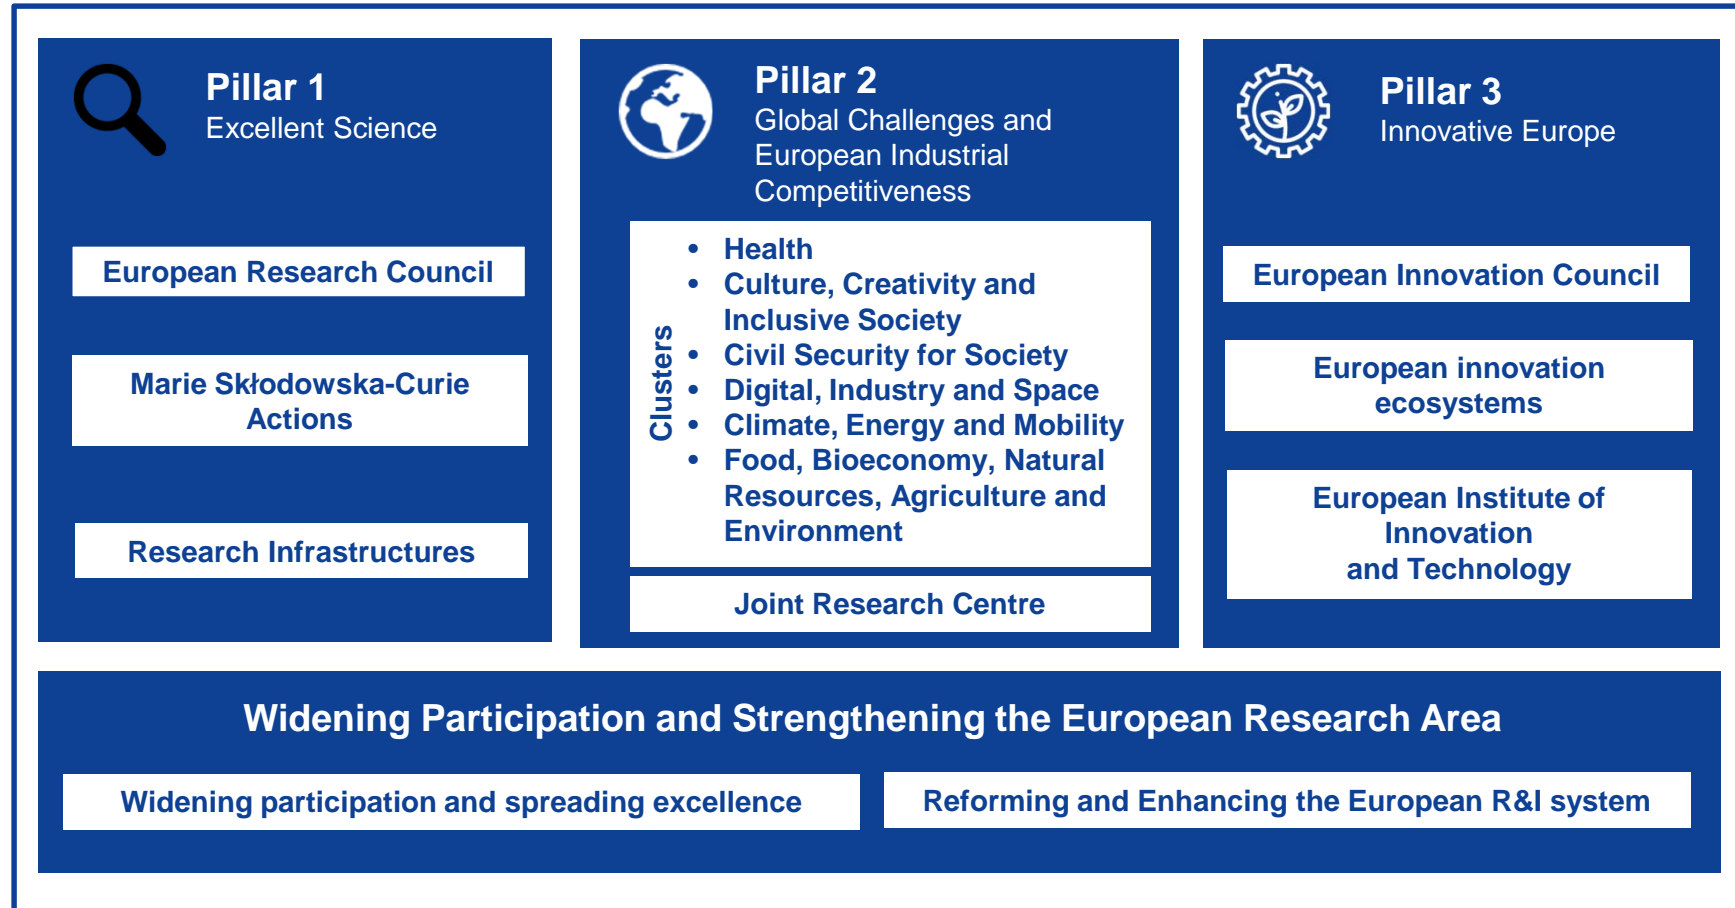 Pillar 1
Excellent Science
European Research Council
Marie Skłodowska-Curie
Actions
Research Infrastructures
Pillar 2
Global Challenges and
European Industrial
Competitiveness
Clusters
• Health
• Culture, Creativity and
Inclusive Society
• Civil Security for Society
• Digital, Industry and Space
• Climate, Energy and Mobility
• Food, Bioeconomy, Natural
Resources, Agriculture and
Environment
Joint Research Centre
Pillar 3
Innovative Europe
European Innovation Council
European innovation
ecosystems
European Institute of
Innovation
and Technology
Widening Participation and Strengthening the European Research Area
Widening participation and spreading excellence
Reforming and Enhancing the European R&I system